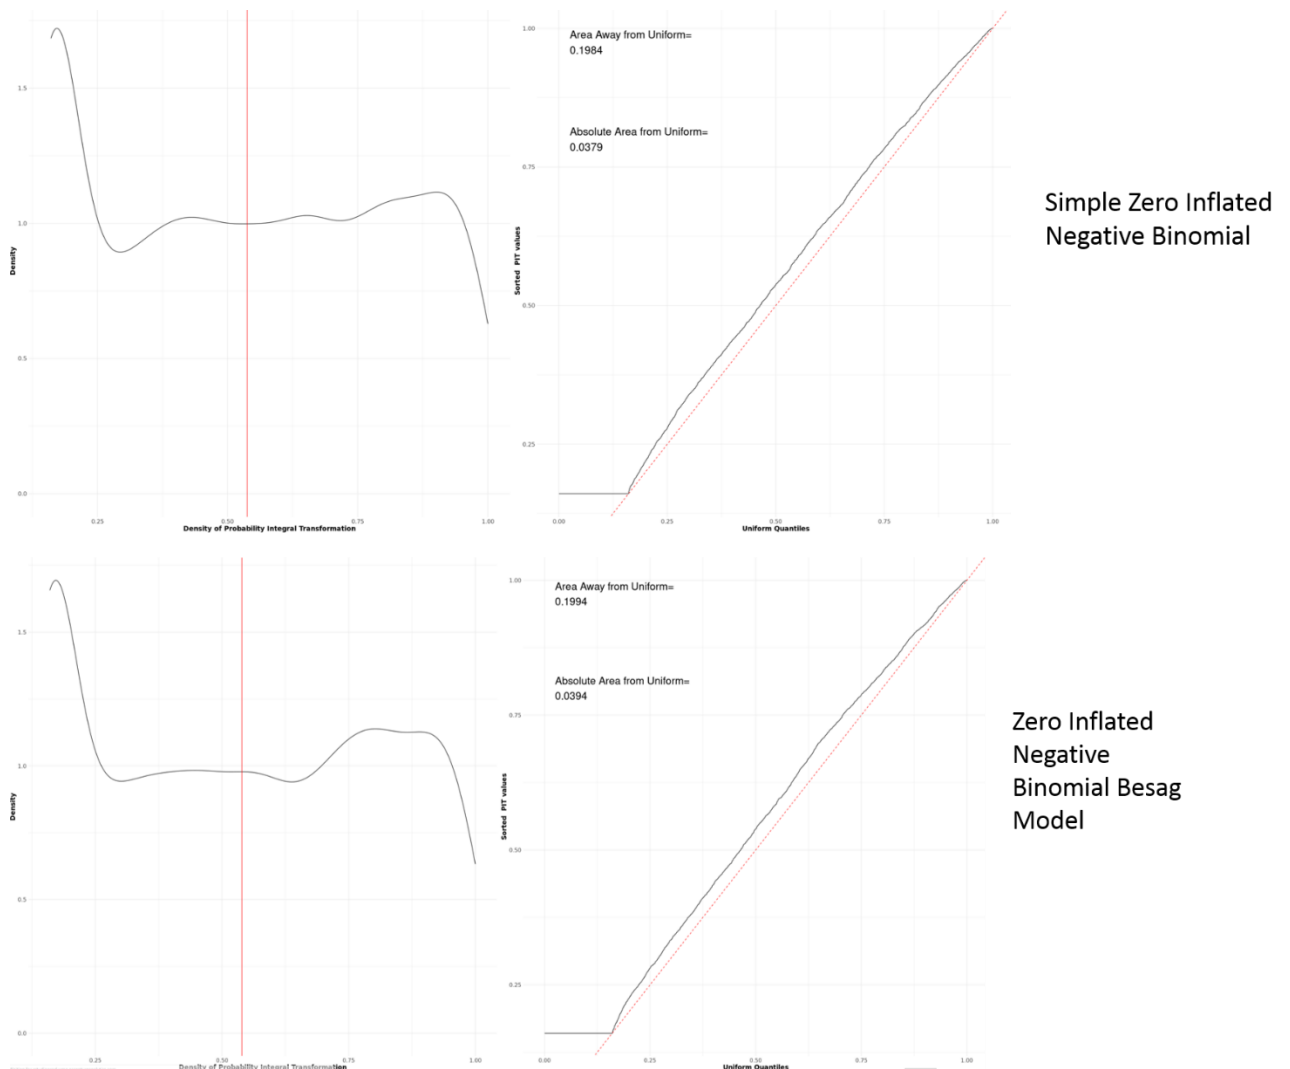 1.5
1.0
0.5
0.0
Density
0.25
0.50
0.75
1.00
Density of Probability Integral Transformation
Area Away from Uniform=
0.1984
Absolute Area from Uniform=
0.0379
1.00
0.75
0.50
0.25
Sorted PIT values
0.00
0.25
0.50
0.75
1.00
Uniform Quantiles
Simple Zero Inflated
Negative Binomial
1.5
1.0
0.5
0.0
Density
0.25
0.50
0.75
1.00
Density of Probability Integral Transformation
Area Away from Uniform=
0.1994
Absolute Area from Uniform=
0.0394
1.00
0.75
0.50
0.25
Sorted PIT values
0.00
0.25
0.50
0.75
1.00
Uniform Quantiles
Zero Inflated
Negative
Binomial Besag
Model